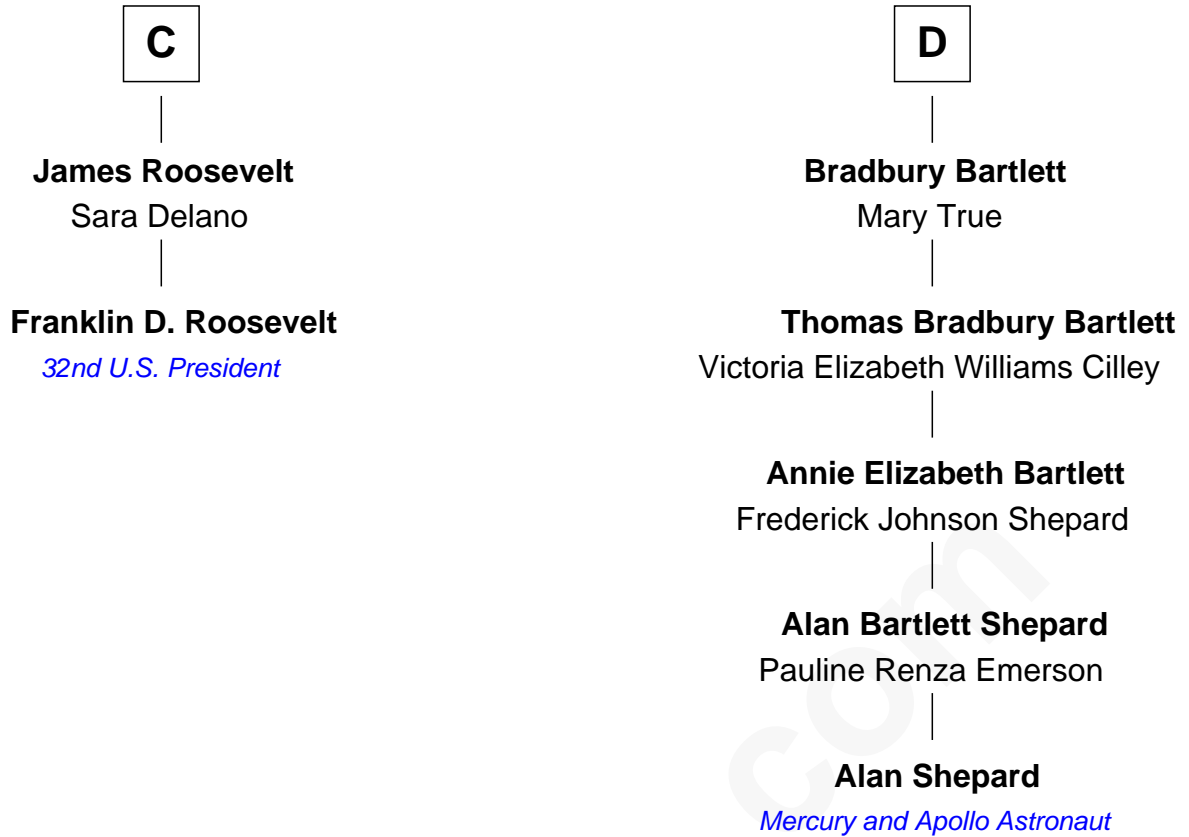 C
James Roosevelt
Sara Delano
Franklin D. Roosevelt
32nd U.S. President
D
Bradbury Bartlett
Mary True
Thomas Bradbury Bartlett
Victoria Elizabeth Williams Cilley
Annie Elizabeth Bartlett
Frederick Johnson Shepard
Alan Bartlett Shepard
Pauline Renza Emerson
Alan Shepard
Mercury and Apollo Astronaut
com